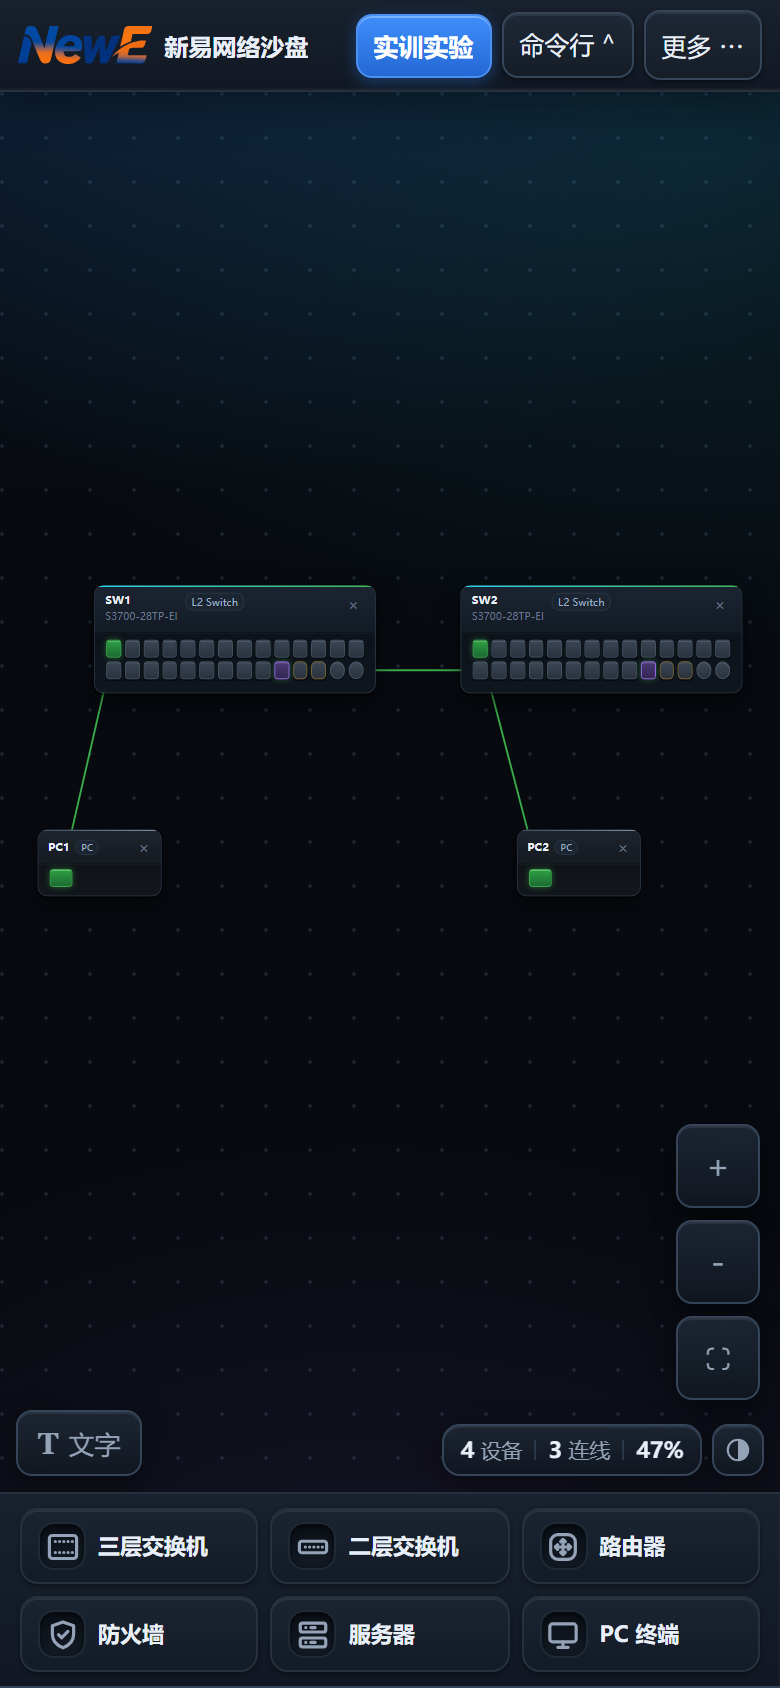 NewE 新易网络沙盘 实训实验 命令行 ^ 更多 ···
SW1 L2 Switch ×
S3700-28TP-EI
SW2 L2 Switch ×
S3700-28TP-EI
PC1 PC ×
PC2 PC ×
+
-
T 文字
4 设备 3 连线 47%
三层交换机 二层交换机 路由器
防火墙 服务器 PC 终端